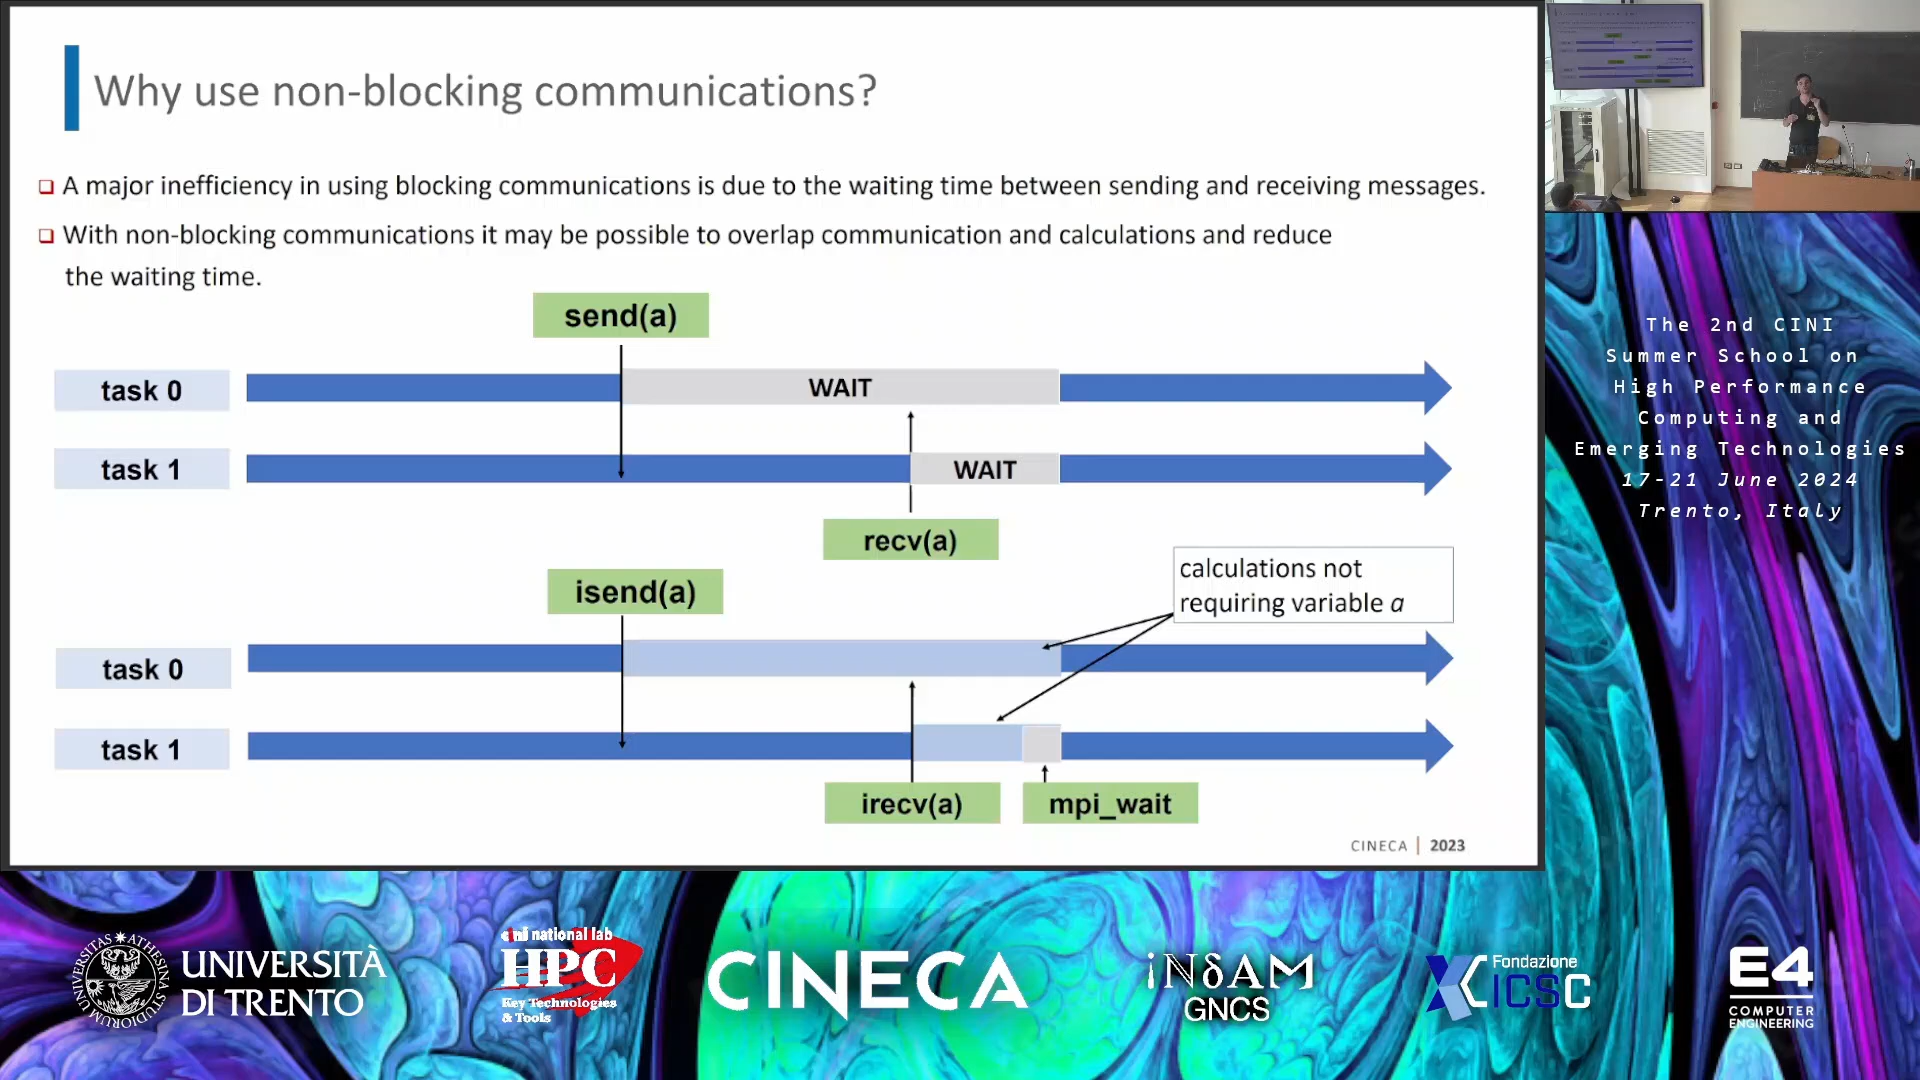 Why use non-blocking communications?
A major inefficiency in using blocking communications is due to the waiting time between sending and receiving messages.
With non-blocking communications it may be possible to overlap communication and calculations and reduce
the waiting time.
send(a)
task 0
WAIT
task 1
WAIT
recv(a)
isend(a)
calculations not
requiring variable a
task 0
task 1
irecv(a)
mpi_wait
CINECA | 2023
The 2nd CINI
Summer School on
High Performance
Computing and
Emerging Technologies
17-21 June 2024
Trento, Italy
UNIVERSITÀ
DI TRENTO
cini national lab
HPC
Key Technologies
& Tools
CINECA
iNδAM
GNCS
Fondazione
ICSC
E4
COMPUTER
ENGINEERING